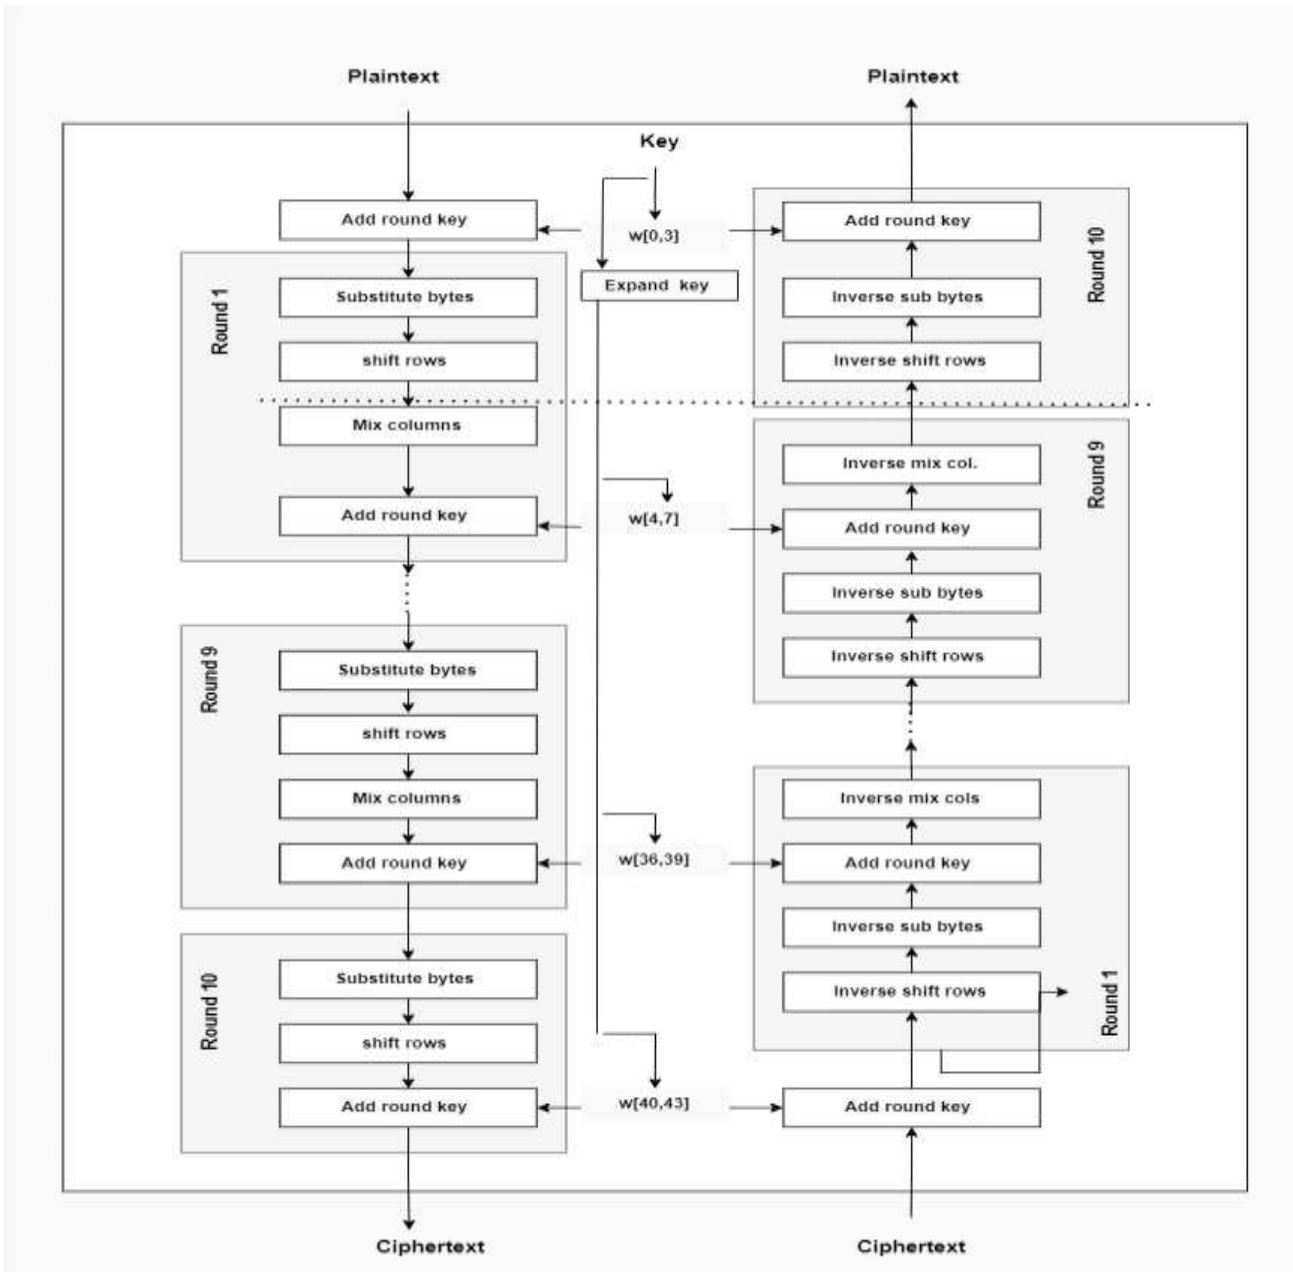 Plaintext
Plaintext
Key
Add round key
w[0,3]
Add round key
Round 1
Substitute bytes
shift rows
Mix columns
Add round key
Expand key
Round 10
Inverse sub bytes
Inverse shift rows
w[4,7]
Round 9
Inverse mix col.
Add round key
Inverse sub bytes
Inverse shift rows
Round 9
Substitute bytes
shift rows
Mix columns
Add round key
w[36,39]
Inverse mix cols
Add round key
Inverse sub bytes
Inverse shift rows
Round 1
Round 10
Substitute bytes
shift rows
Add round key
w[40,43]
Add round key
Ciphertext
Ciphertext